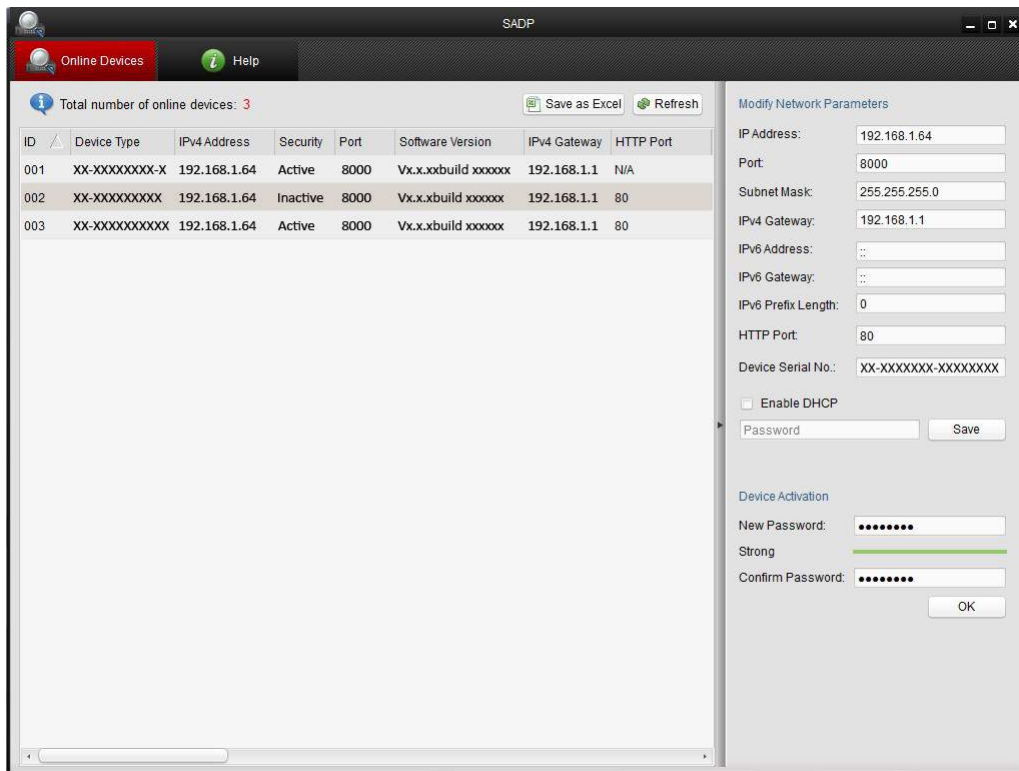 SADP
Online Devices Help
Total number of online devices: 3 Save as Excel Refresh
ID Device Type IPv4 Address Security Port Software Version IPv4 Gateway HTTP Port
001 XX-XXXXXXXX-X 192.168.1.64 Active 8000 Vx.x.xxbuild xxxxxx 192.168.1.1 N/A
002 XX-XXXXXXXXX 192.168.1.64 Inactive 8000 Vx.x.xbuild xxxxxx 192.168.1.1 80
003 XX-XXXXXXXXXX 192.168.1.64 Active 8000 Vx.x.xbuild xxxxxx 192.168.1.1 80
Modify Network Parameters
IP Address: 192.168.1.64
Port: 8000
Subnet Mask: 255.255.255.0
IPv4 Gateway: 192.168.1.1
IPv6 Address: ::
IPv6 Gateway: ::
IPv6 Prefix Length: 0
HTTP Port: 80
Device Serial No.: XX-XXXXXXX-XXXXXXXX
Enable DHCP
Password Save
Device Activation
New Password: ••••••••
Strong
Confirm Password: ••••••••
OK